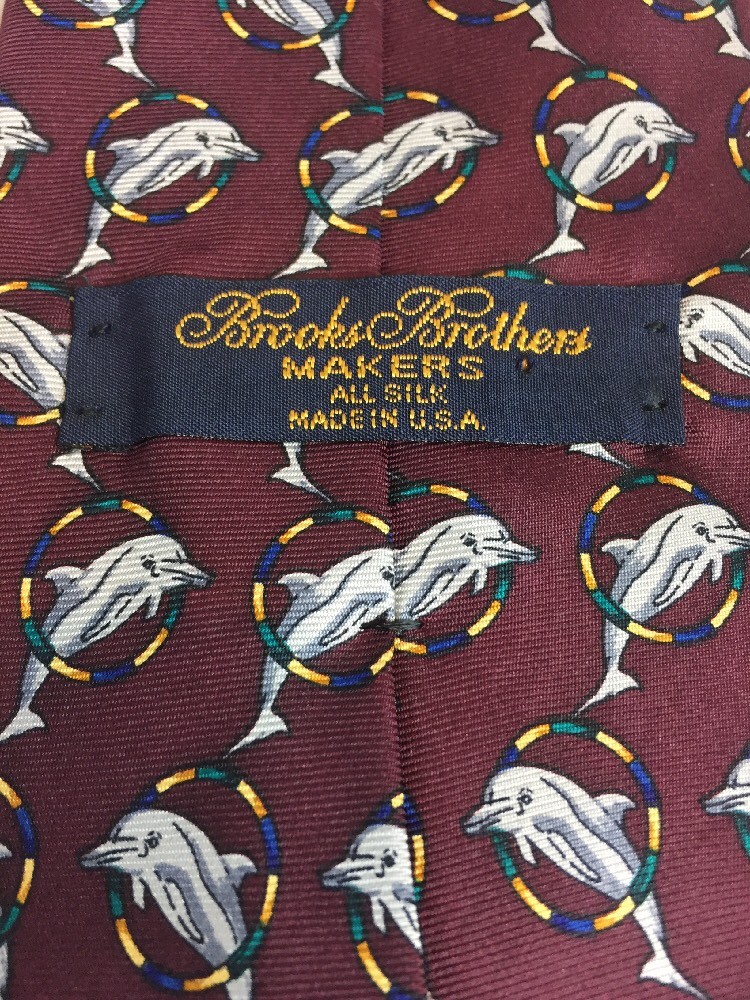 Brooks Brothers
MAKERS
ALL SILK
MADE IN U.S.A.